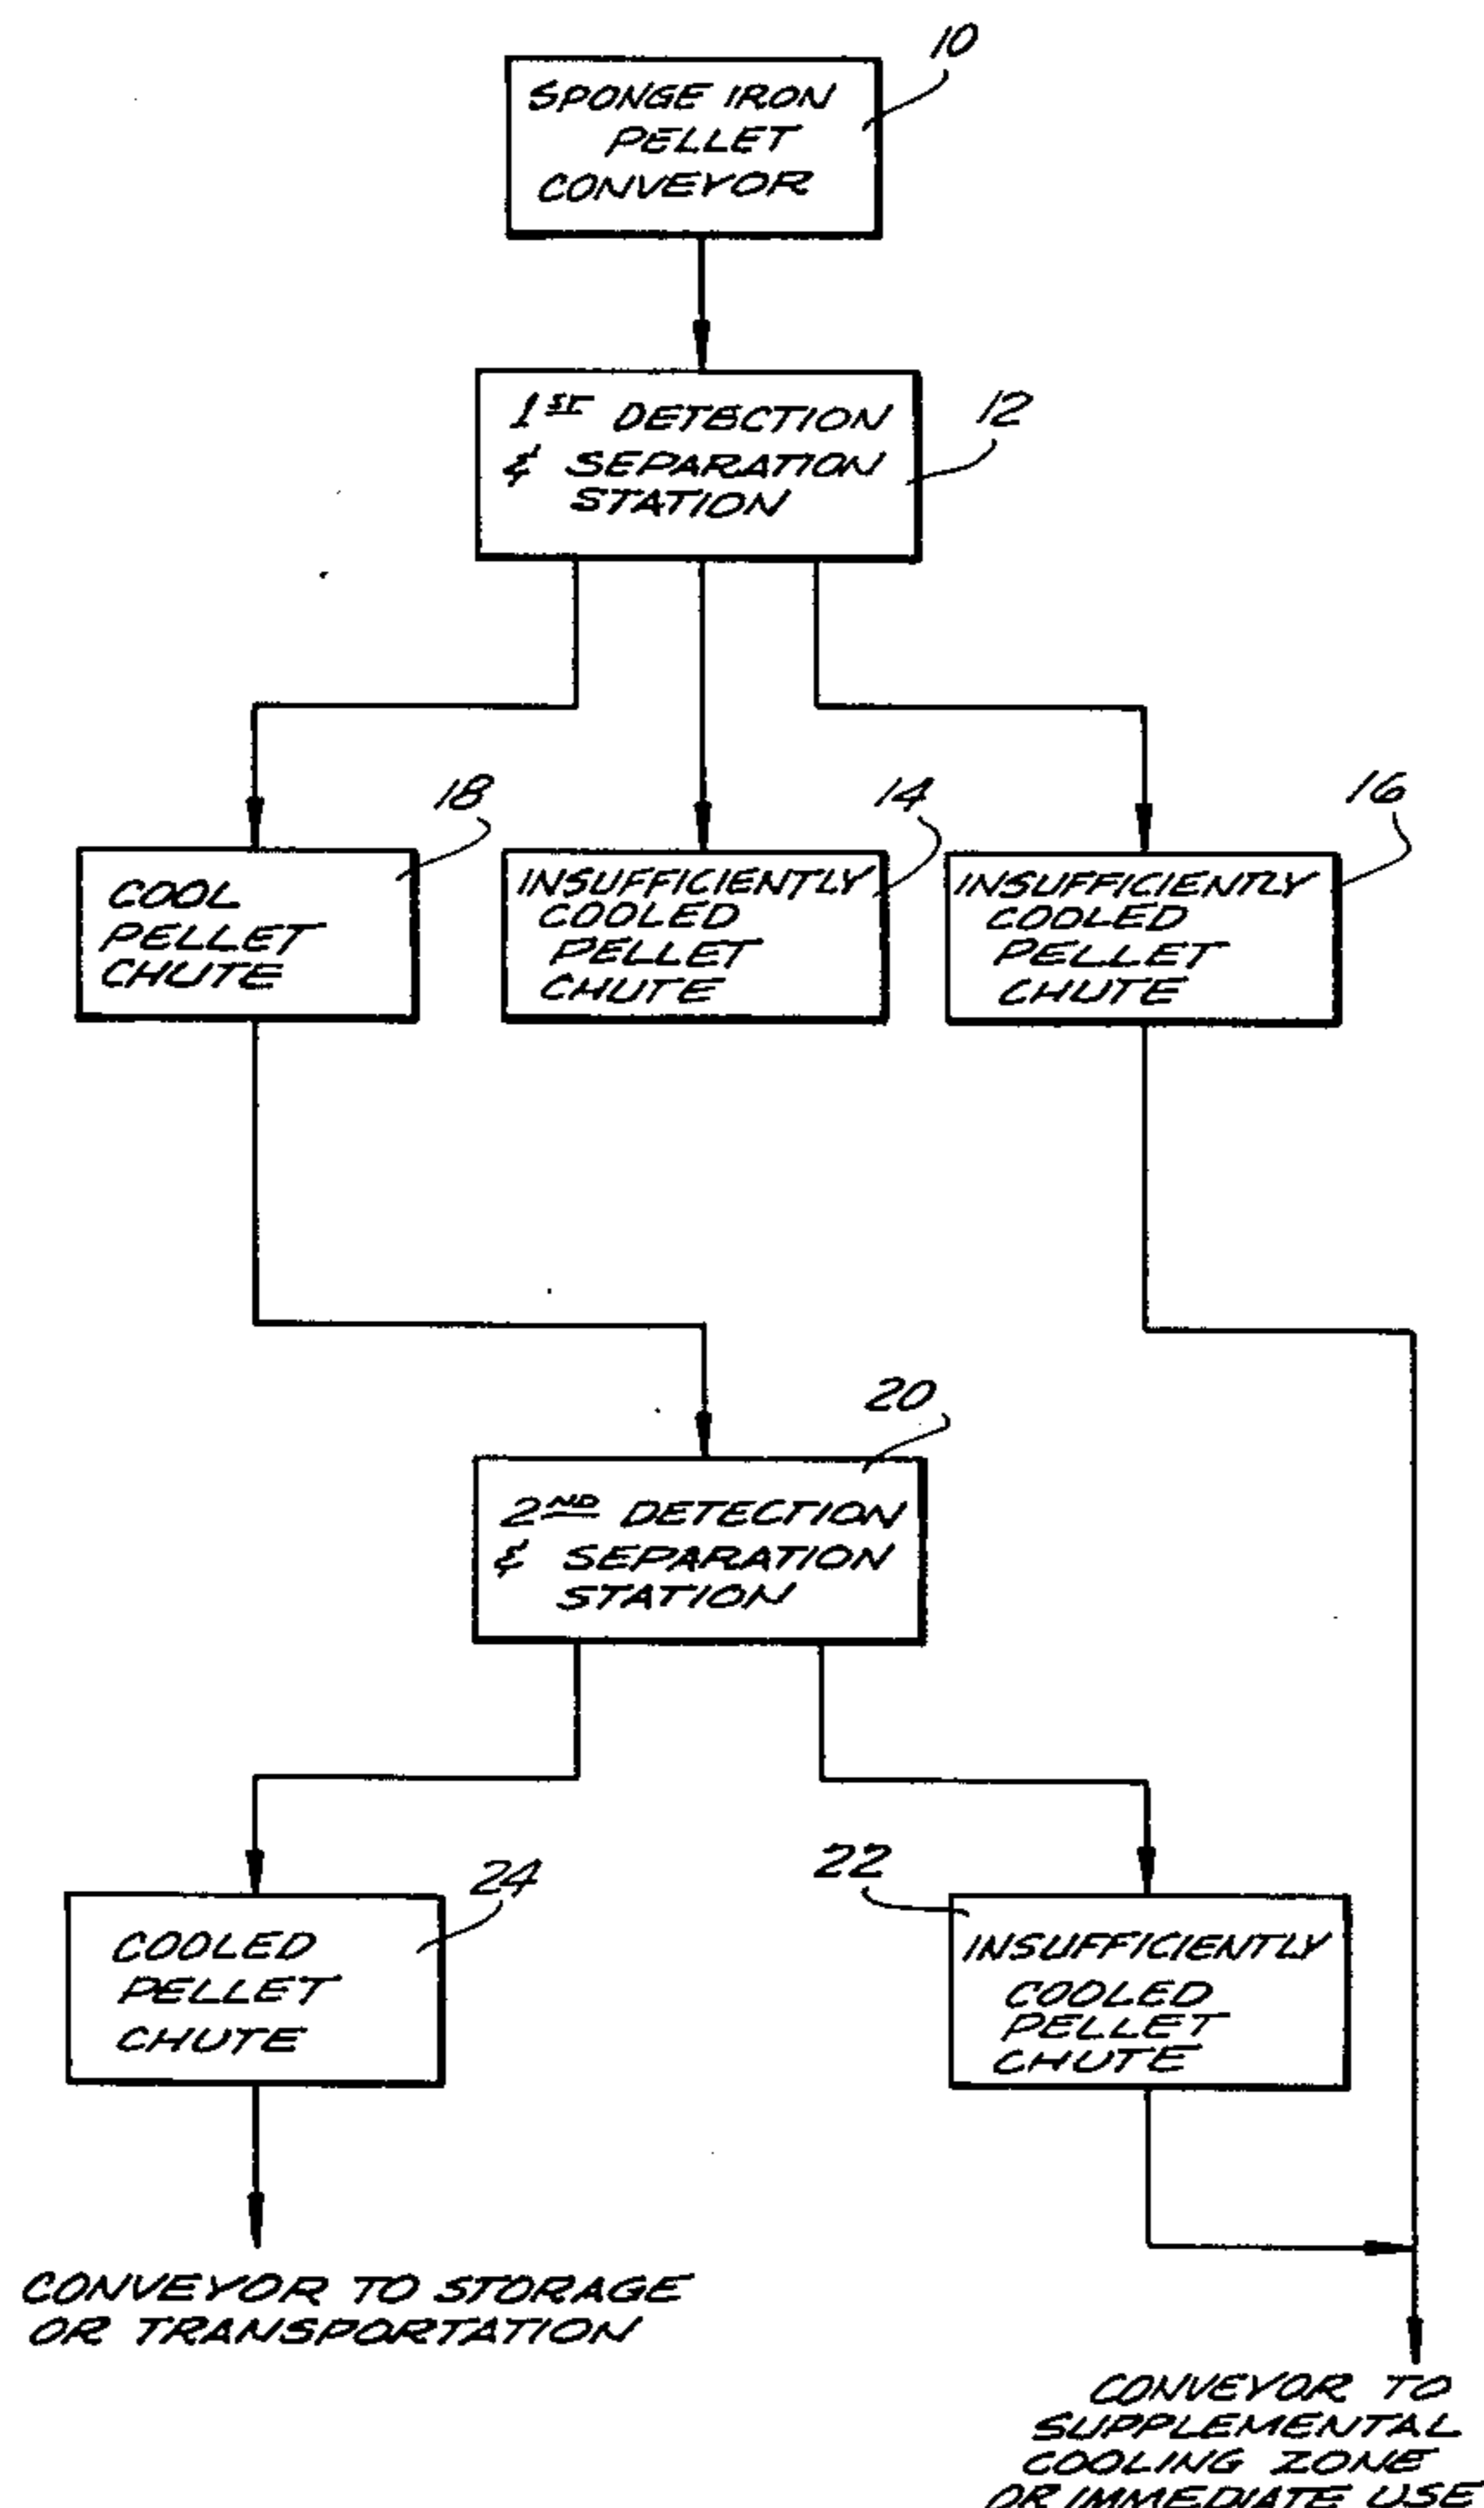 10
SPONGE IRON
PELLET
CONVEYOR
12
1ST DETECTION
& SEPARATION
STATION
18
COOL
PELLET
CHUTE
14
INSUFFICIENTLY
COOLED
PELLET
CHUTE
16
INSUFFICIENTLY
COOLED
PELLET
CHUTE
20
2ND DETECTION
& SEPARATION
STATION
24
COOLED
PELLET
CHUTE
22
INSUFFICIENTLY
COOLED
PELLET
CHUTE
CONVEYOR TO STORAGE
OR TRANSPORTATION
CONVEYOR TO
SUPPLEMENTAL
COOLING ZONE
OR IMMEDIATE USE